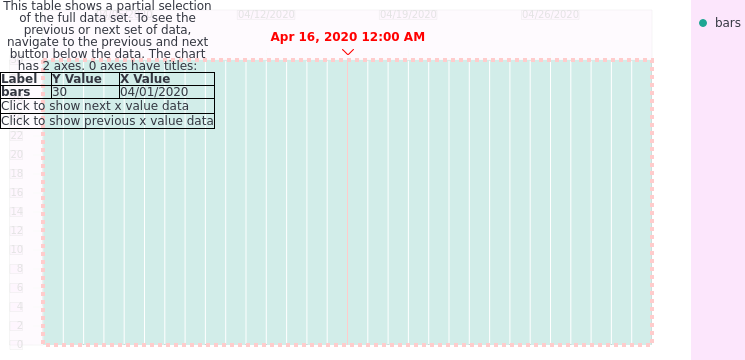 This table shows a partial selection
of the full data set. To see the
previous or next set of data,
navigate to the previous and next
button below the data. The chart
has 2 axes. 0 axes have titles:
Label Y Value X Value
bars 30 04/01/2020
Click to show next x value data
Click to show previous x value data
04/12/2020 04/19/2020 04/26/2020
Apr 16, 2020 12:00 AM
bars
22
20
18
16
14
12
10
8
6
4
2
0